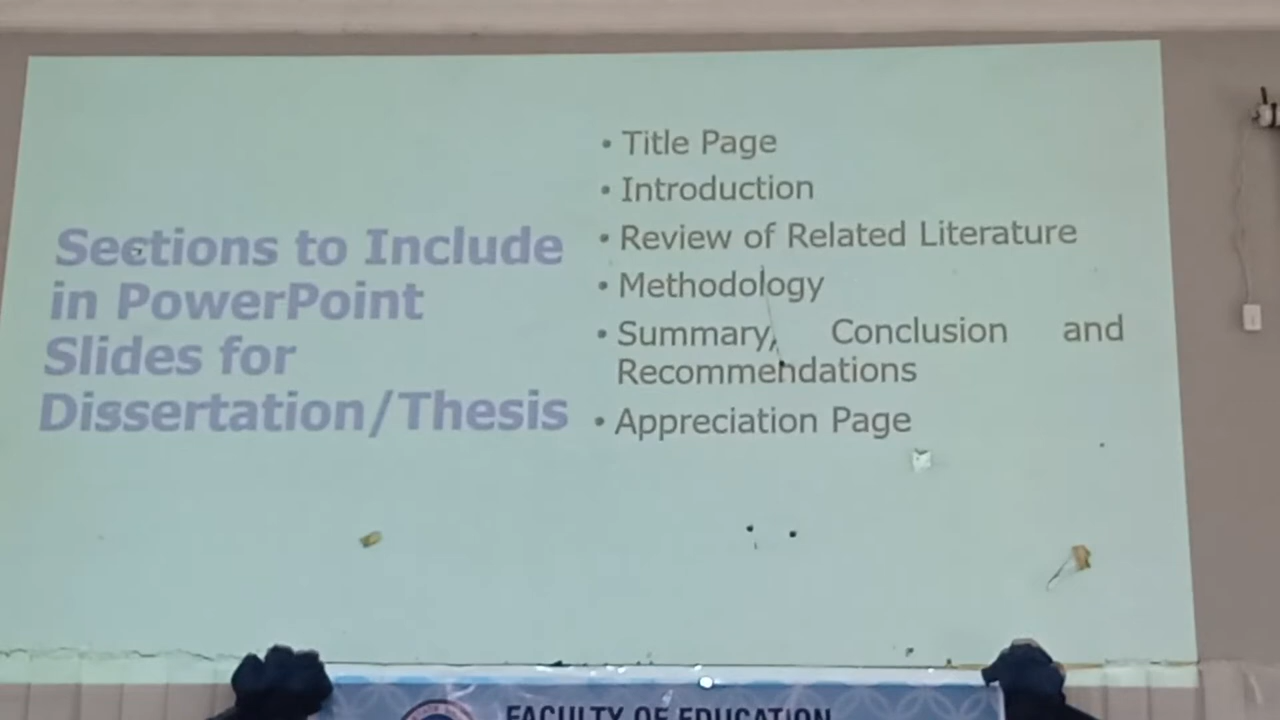 Sections to Include
in PowerPoint
Slides for
Dissertation/Thesis
• Title Page
• Introduction
• Review of Related Literature
• Methodology
• Summary, Conclusion and
Recommendations
• Appreciation Page
FACULTY OF EDUCATION